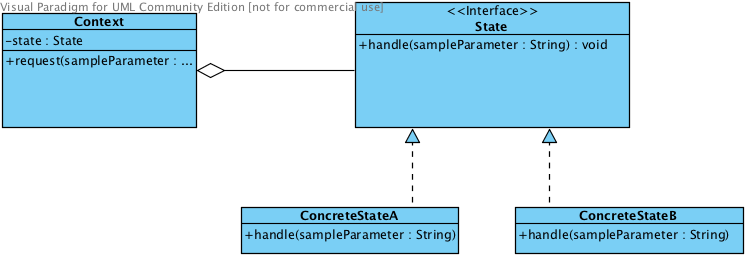 Visual Paradigm for UML Community Edition [not for commercial use]
Context
-state : State
+request(sampleParameter : ...
<<Interface>>
State
+handle(sampleParameter : String) : void
ConcreteStateA
+handle(sampleParameter : String)
ConcreteStateB
+handle(sampleParameter : String)